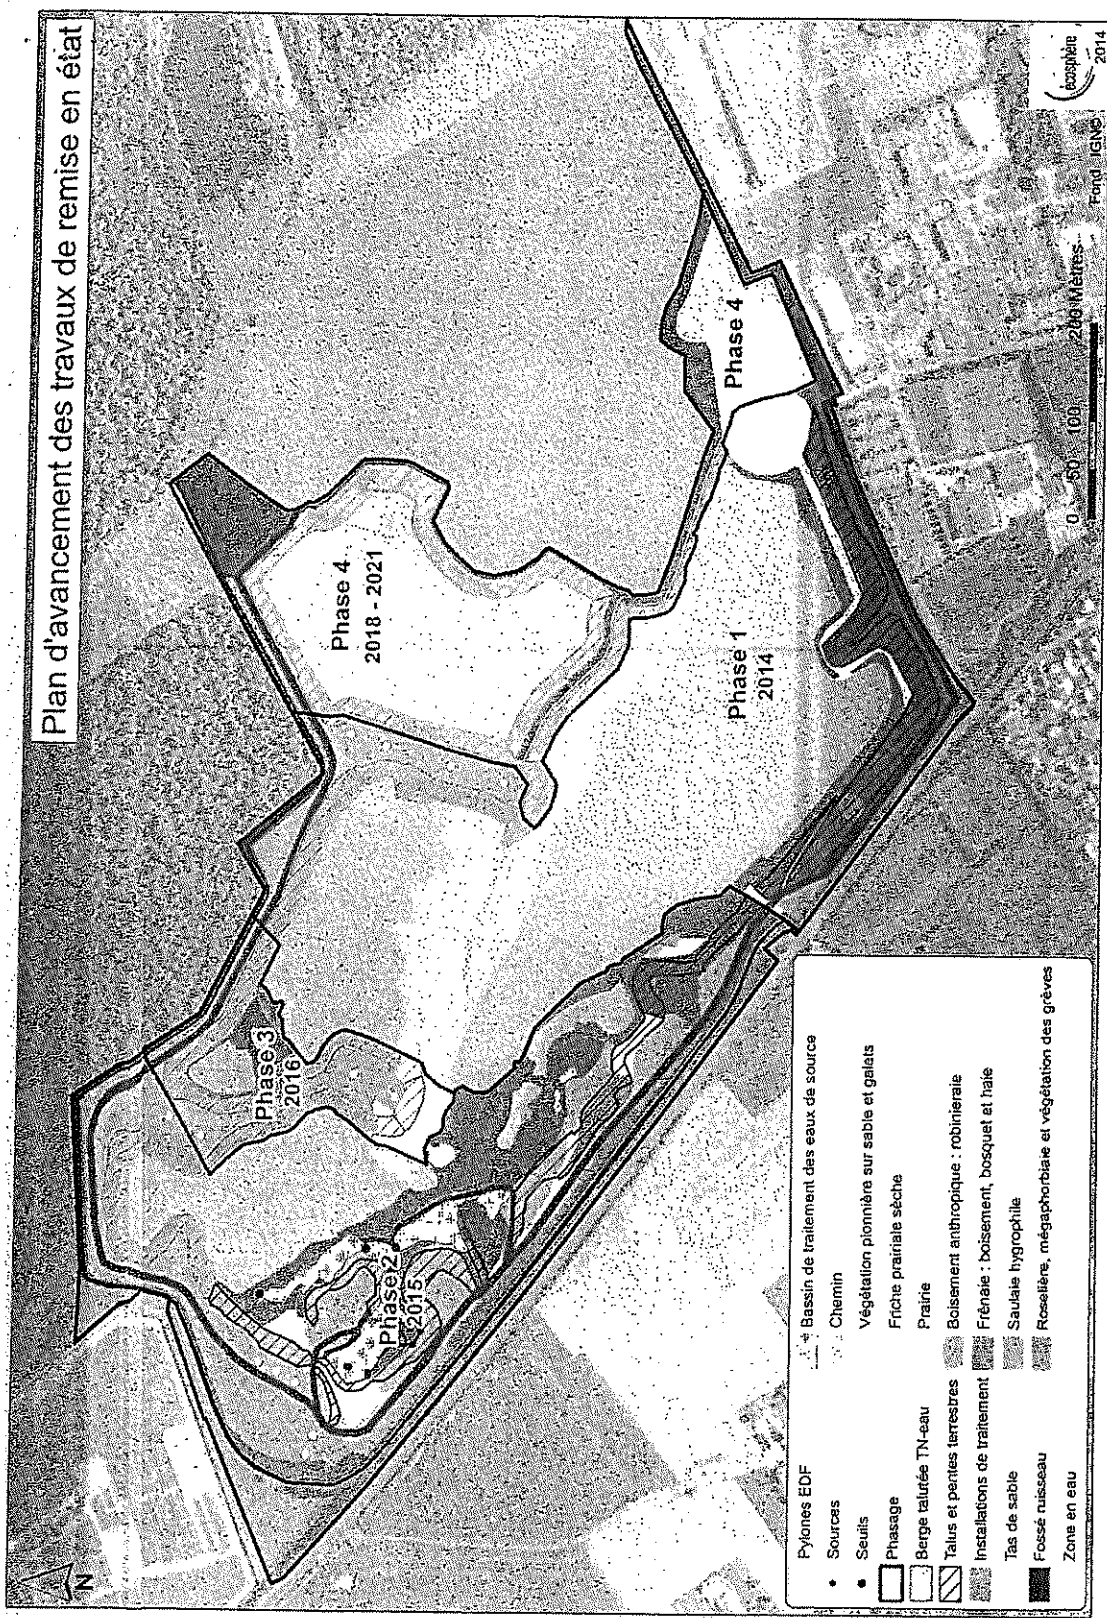 Plan d'avancement des travaux de remise en état
N
Phase 4
2018 - 2021
Phase 4
Phase 1
2014
Phase 3
2016
Phase 2
2015
Pylones EDF
Sources
Seuils
Phasage
Berge talutée TN-eau
Talus et pentes terrestres
Installations de traitement
Tas de sable
Fossé ruisseau
Zone en eau
Bassin de traitement des eaux de source
Chemin
Végétation pionnière sur sable et galets
Friche prairiale sèche
Prairie
Boisement anthropique : robinieraie
Frênaie : boisement, bosquet et haie
Saulaie hygrophile
Roselière, mégaphorbiaie et végétation des grèves
0 50 100 200 Mètres
Fond : IGN©
écosphère
2014